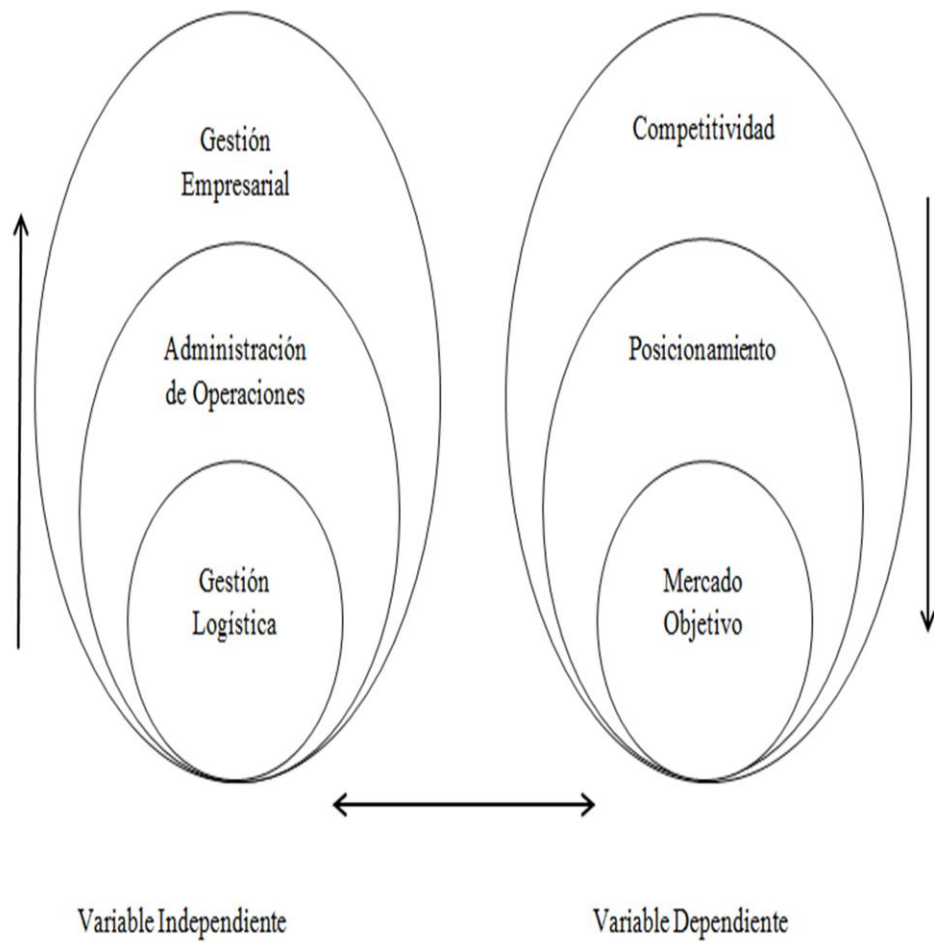 Gestión
Empresarial
Administración
de Operaciones
Gestión
Logística
Competitividad
Posicionamiento
Mercado
Objetivo
Variable Independiente
Variable Dependiente